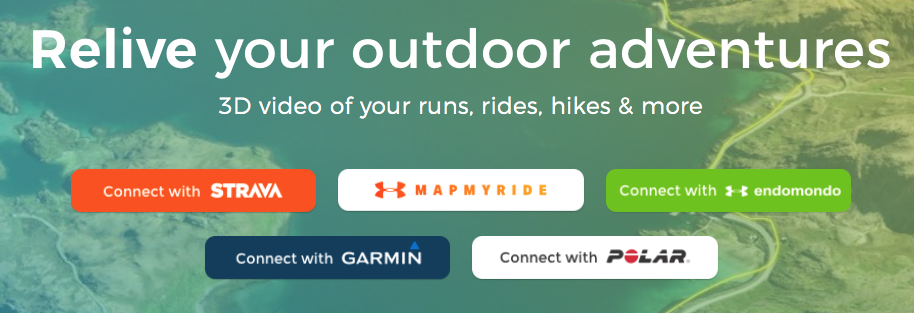 Relive your outdoor adventures
3D video of your runs, rides, hikes & more
Connect with STRAVA
MAPMYRIDE
Connect with endomondo
Connect with GARMIN
Connect with POLAR